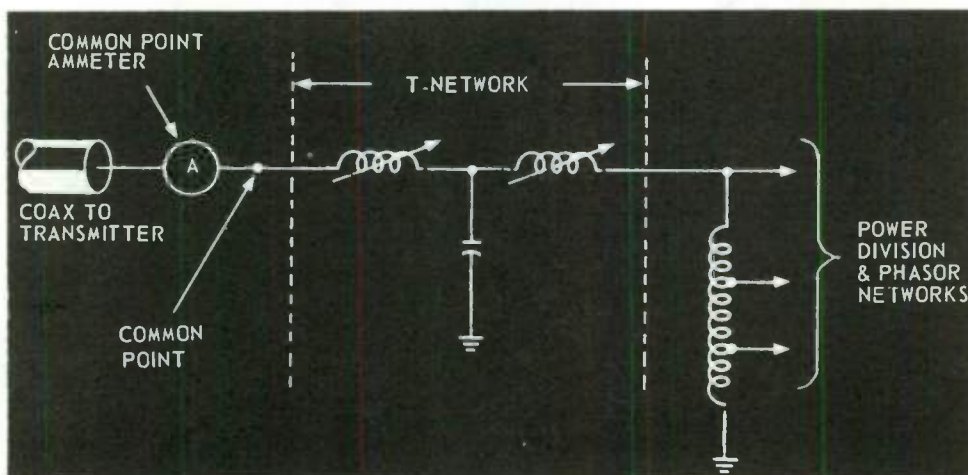 COMMON POINT
AMMETER
T-NETWORK
A
COAX TO
TRANSMITTER
COMMON
POINT
POWER
DIVISION
& PHASOR
NETWORKS